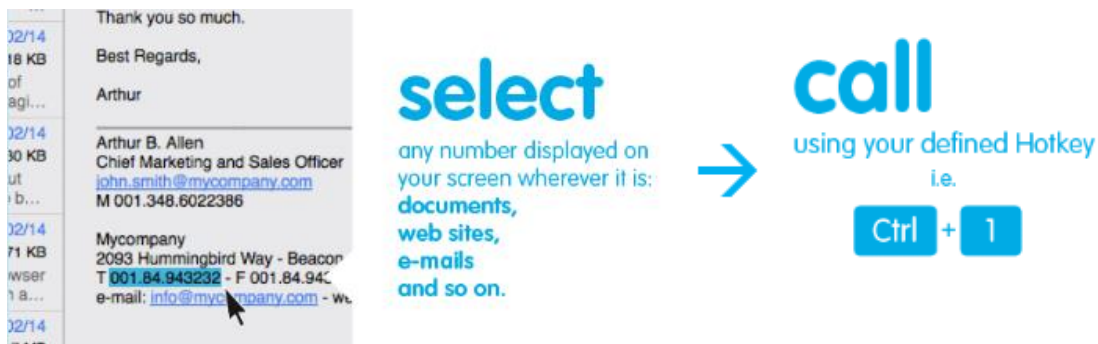 02/14
18 KB
of
agi...
02/14
30 KB
ut
b...
02/14
71 KB
wser
a...
02/14
Thank you so much.
Best Regards,
Arthur
Arthur B. Allen
Chief Marketing and Sales Officer
john.smith@mycompany.com
M 001.348.6022386
Mycompany
2093 Hummingbird Way - Beacon
T 001.84.943232 - F 001.84.943
e-mail: info@mycompany.com - we
select
any number displayed on
your screen wherever it is:
documents,
web sites,
e-mails
and so on.
→
call
using your defined Hotkey
i.e.
Ctrl + 1